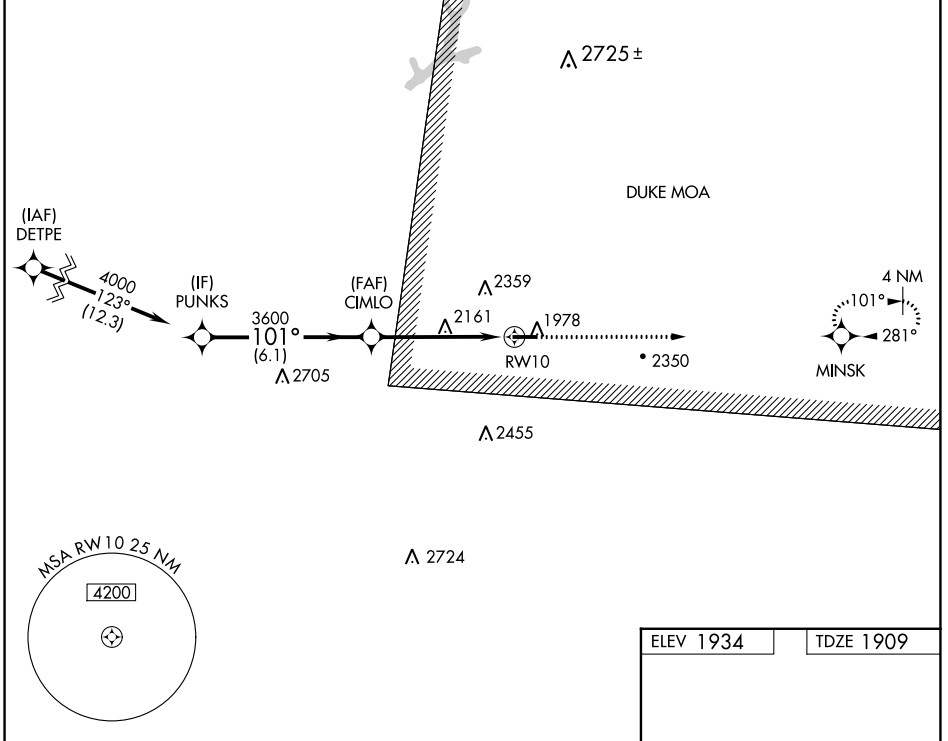 2725 ±
DUKE MOA
(IAF)
DETPE
4000
123°
(12.3)
(IF)
PUNKS
3600
101°
(6.1)
2705
(FAF)
CIMLO
2359
2161
1978
RW10
2350
4 NM
101°
281°
MINSK
2455
2724
MSA RW10 25 NM
4200
ELEV 1934
TDZE 1909